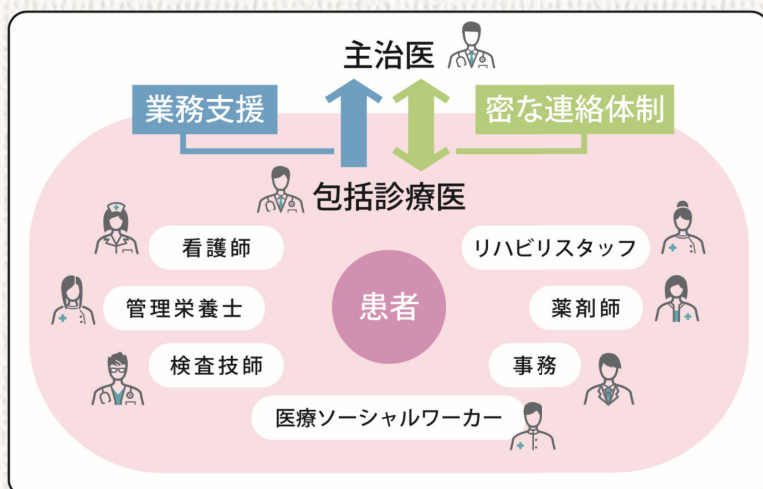 主治医
業務支援
密な連絡体制
包括診療医
看護師
リハビリスタッフ
管理栄養士
患者
薬剤師
検査技師
事務
医療ソーシャルワーカー